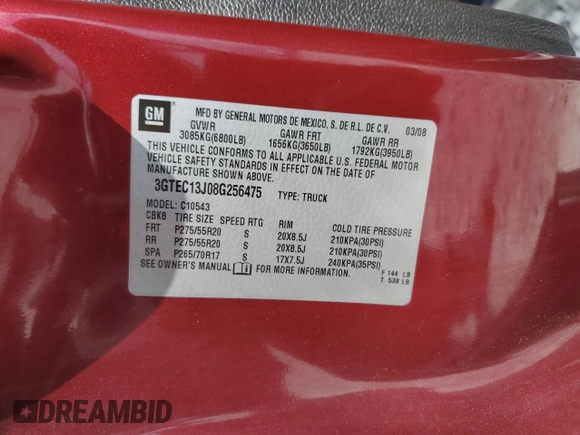 GM
MFD BY GENERAL MOTORS DE MEXICO, S. DE R.L. DE C.V. 03/08
GVWR GAWR FRT GAWR RR
3085KG(6800LB) 1656KG(3650LB) 1792KG(3950LB)
THIS VEHICLE CONFORMS TO ALL APPLICABLE U.S. FEDERAL MOTOR
VEHICLE SAFETY STANDARDS IN EFFECT ON THE DATE OF
MANUFACTURE SHOWN ABOVE.
3GTEC13J08G256475 TYPE: TRUCK
MODEL: C10543
CBK8 TIRE SIZE SPEED RTG RIM COLD TIRE PRESSURE
FRT P275/55R20 S 20X8.5J 210KPA(30PSI)
RR P275/55R20 S 20X8.5J 210KPA(30PSI)
SPA P265/70R17 S 17X7.5J 240KPA(35PSI)
SEE OWNER'S MANUAL FOR MORE INFORMATION.
F 144 LB
T 538 LB
DREAMBID